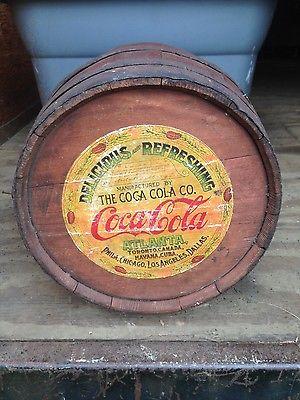 DELICIOUS AND REFRESHING
MANUFACTURED BY
THE COCA COLA CO.
Coca-Cola
ATLANTA,
TORONTO, CANADA,
HAVANA, CUBA,
PHILA, CHICAGO, LOS ANGELES, DALLAS.